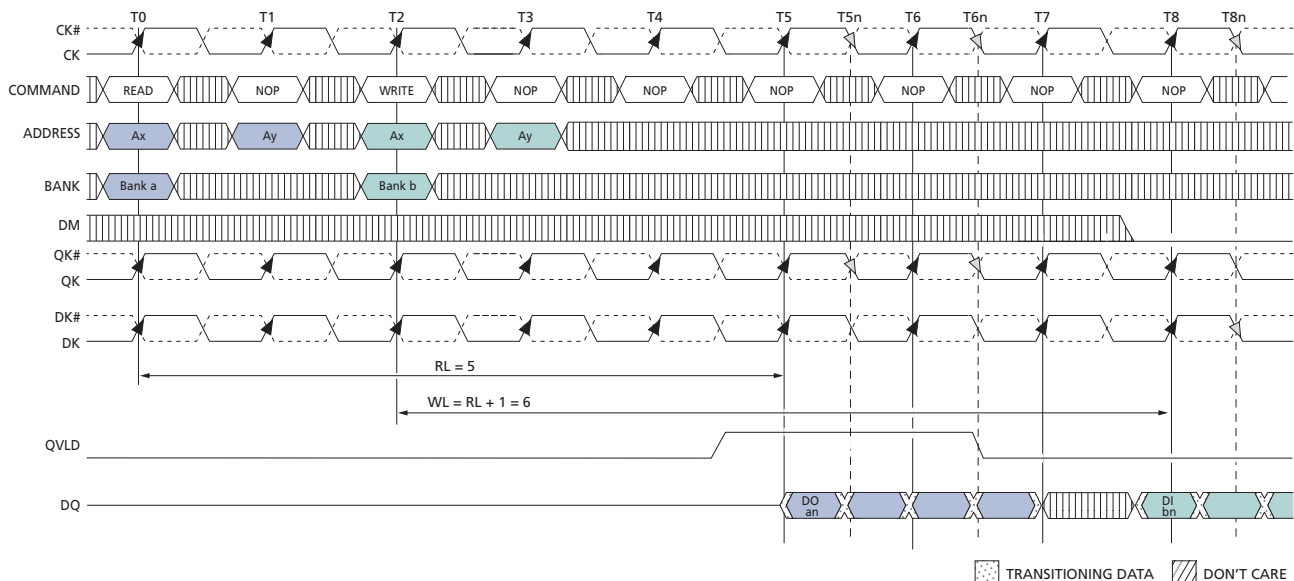 T0 T1 T2 T3 T4 T5 T5n T6 T6n T7 T8 T8n
CK#
CK
COMMAND READ NOP WRITE NOP NOP NOP NOP NOP NOP
ADDRESS Ax Ay Ax Ay
BANK Bank a Bank b
DM
QK#
QK
DK#
DK
RL = 5
WL = RL + 1 = 6
QVLD
DQ DO an DI bn
TRANSITIONING DATA DON'T CARE